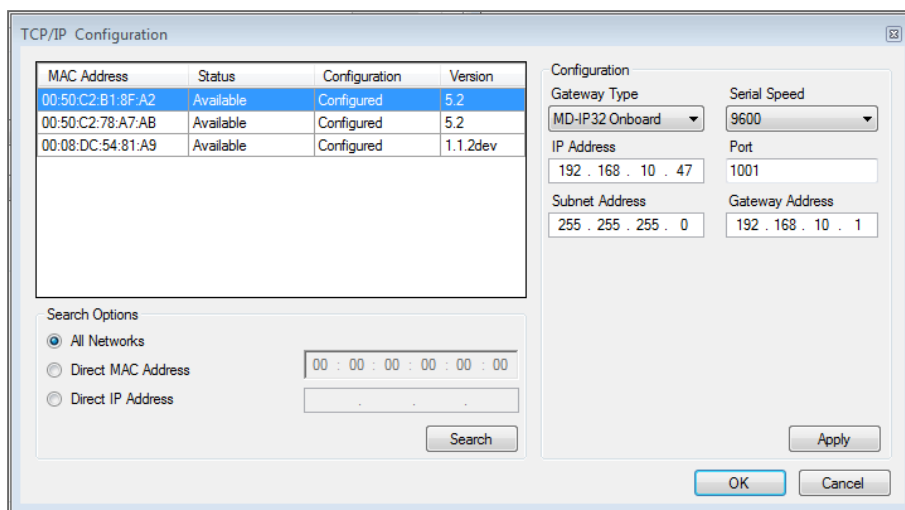 TCP/IP Configuration
MAC Address Status Configuration Version
00:50:C2:B1:8F:A2 Available Configured 5.2
00:50:C2:78:A7:AB Available Configured 5.2
00:08:DC:54:81:A9 Available Configured 1.1.2dev
Search Options
All Networks
Direct MAC Address 00 : 00 : 00 : 00 : 00 : 00
Direct IP Address . . .
Search
Configuration
Gateway Type Serial Speed
MD-IP32 Onboard 9600
IP Address Port
192 . 168 . 10 . 47 1001
Subnet Address Gateway Address
255 . 255 . 255 . 0 192 . 168 . 10 . 1
Apply
OK Cancel